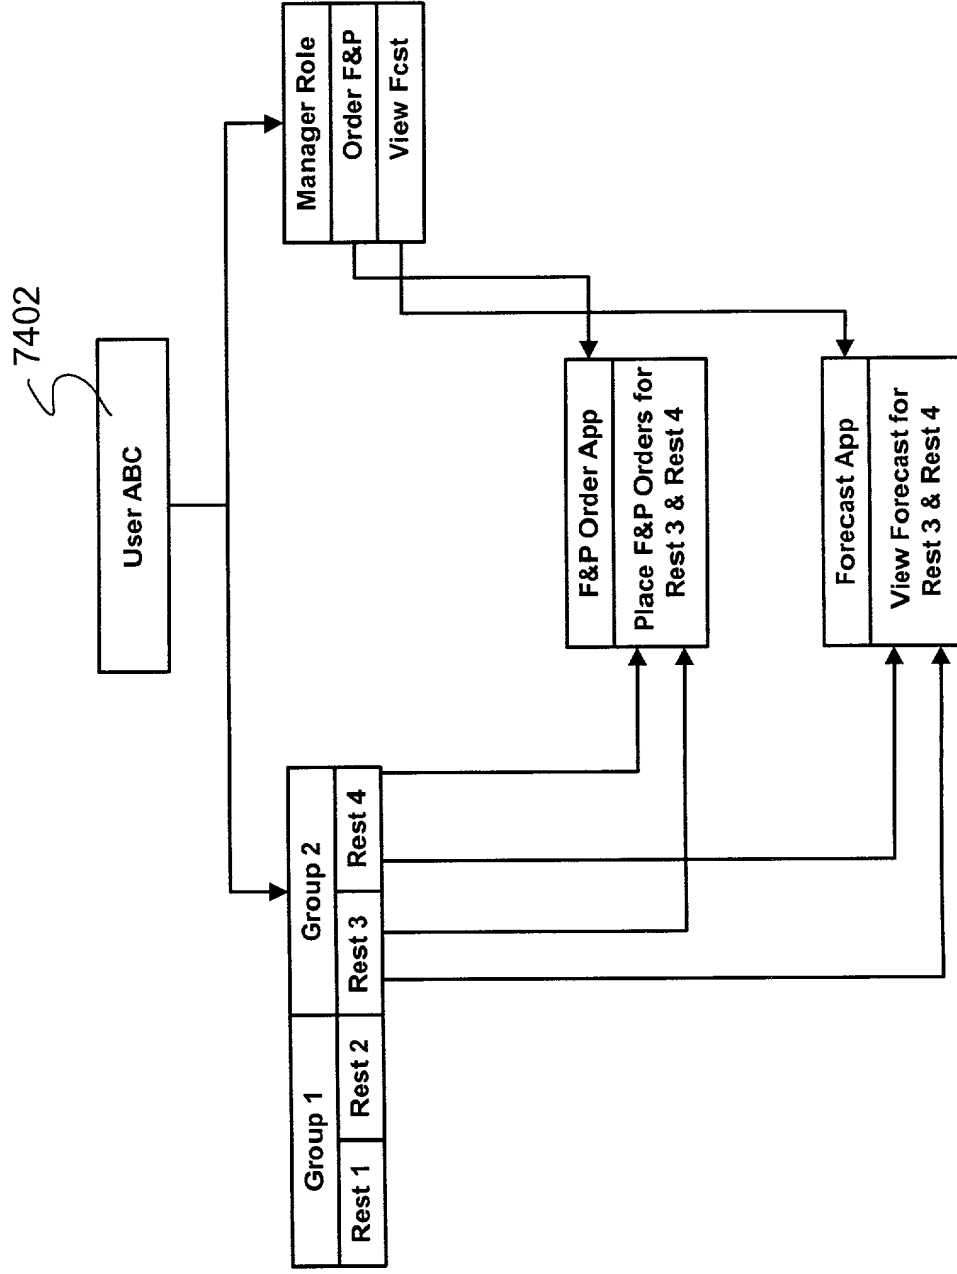 7402
User ABC
Group 1
Group 2
Rest 1
Rest 2
Rest 3
Rest 4
Manager Role
Order F&P
View Fcst
F&P Order App
Place F&P Orders for
Rest 3 & Rest 4
Forecast App
View Forecast for
Rest 3 & Rest 4